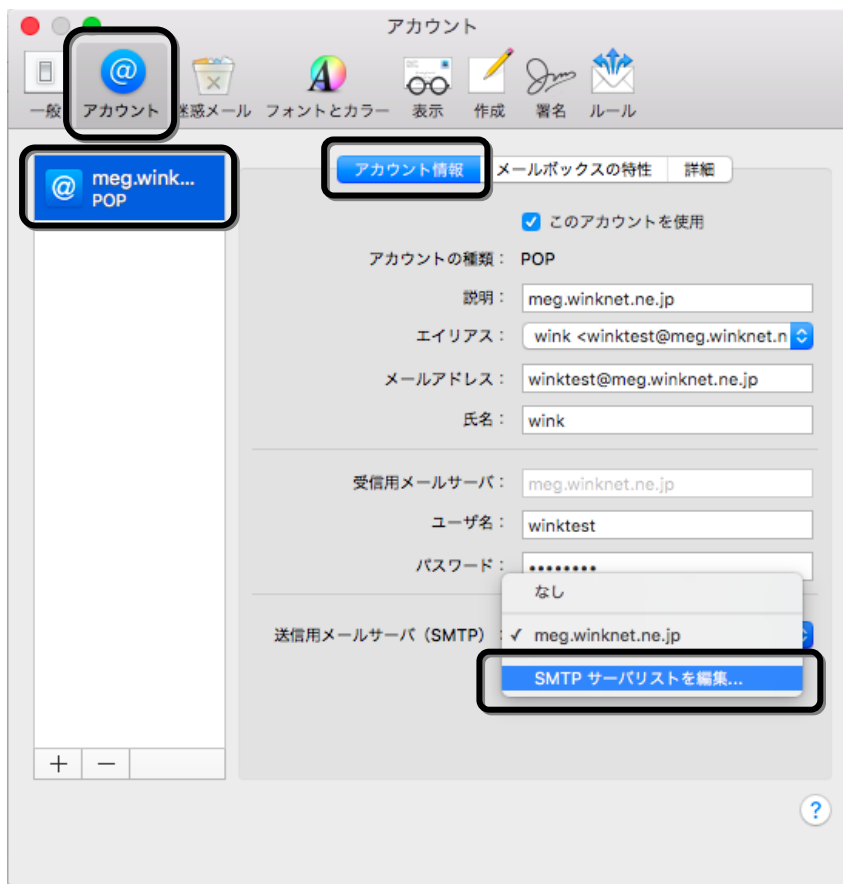 アカウント
一般 アカウント 迷惑メール フォントとカラー 表示 作成 署名 ルール
meg.wink...
POP
アカウント情報 メールボックスの特性 詳細
このアカウントを使用
アカウントの種類： POP
説明： meg.winknet.ne.jp
エイリアス： wink <winktest@meg.winknet.n
メールアドレス： winktest@meg.winknet.ne.jp
氏名： wink
受信用メールサーバ： meg.winknet.ne.jp
ユーザ名： winktest
パスワード： ••••••••
なし
送信用メールサーバ（SMTP）： ✓ meg.winknet.ne.jp
SMTP サーバリストを編集...
+ −
?